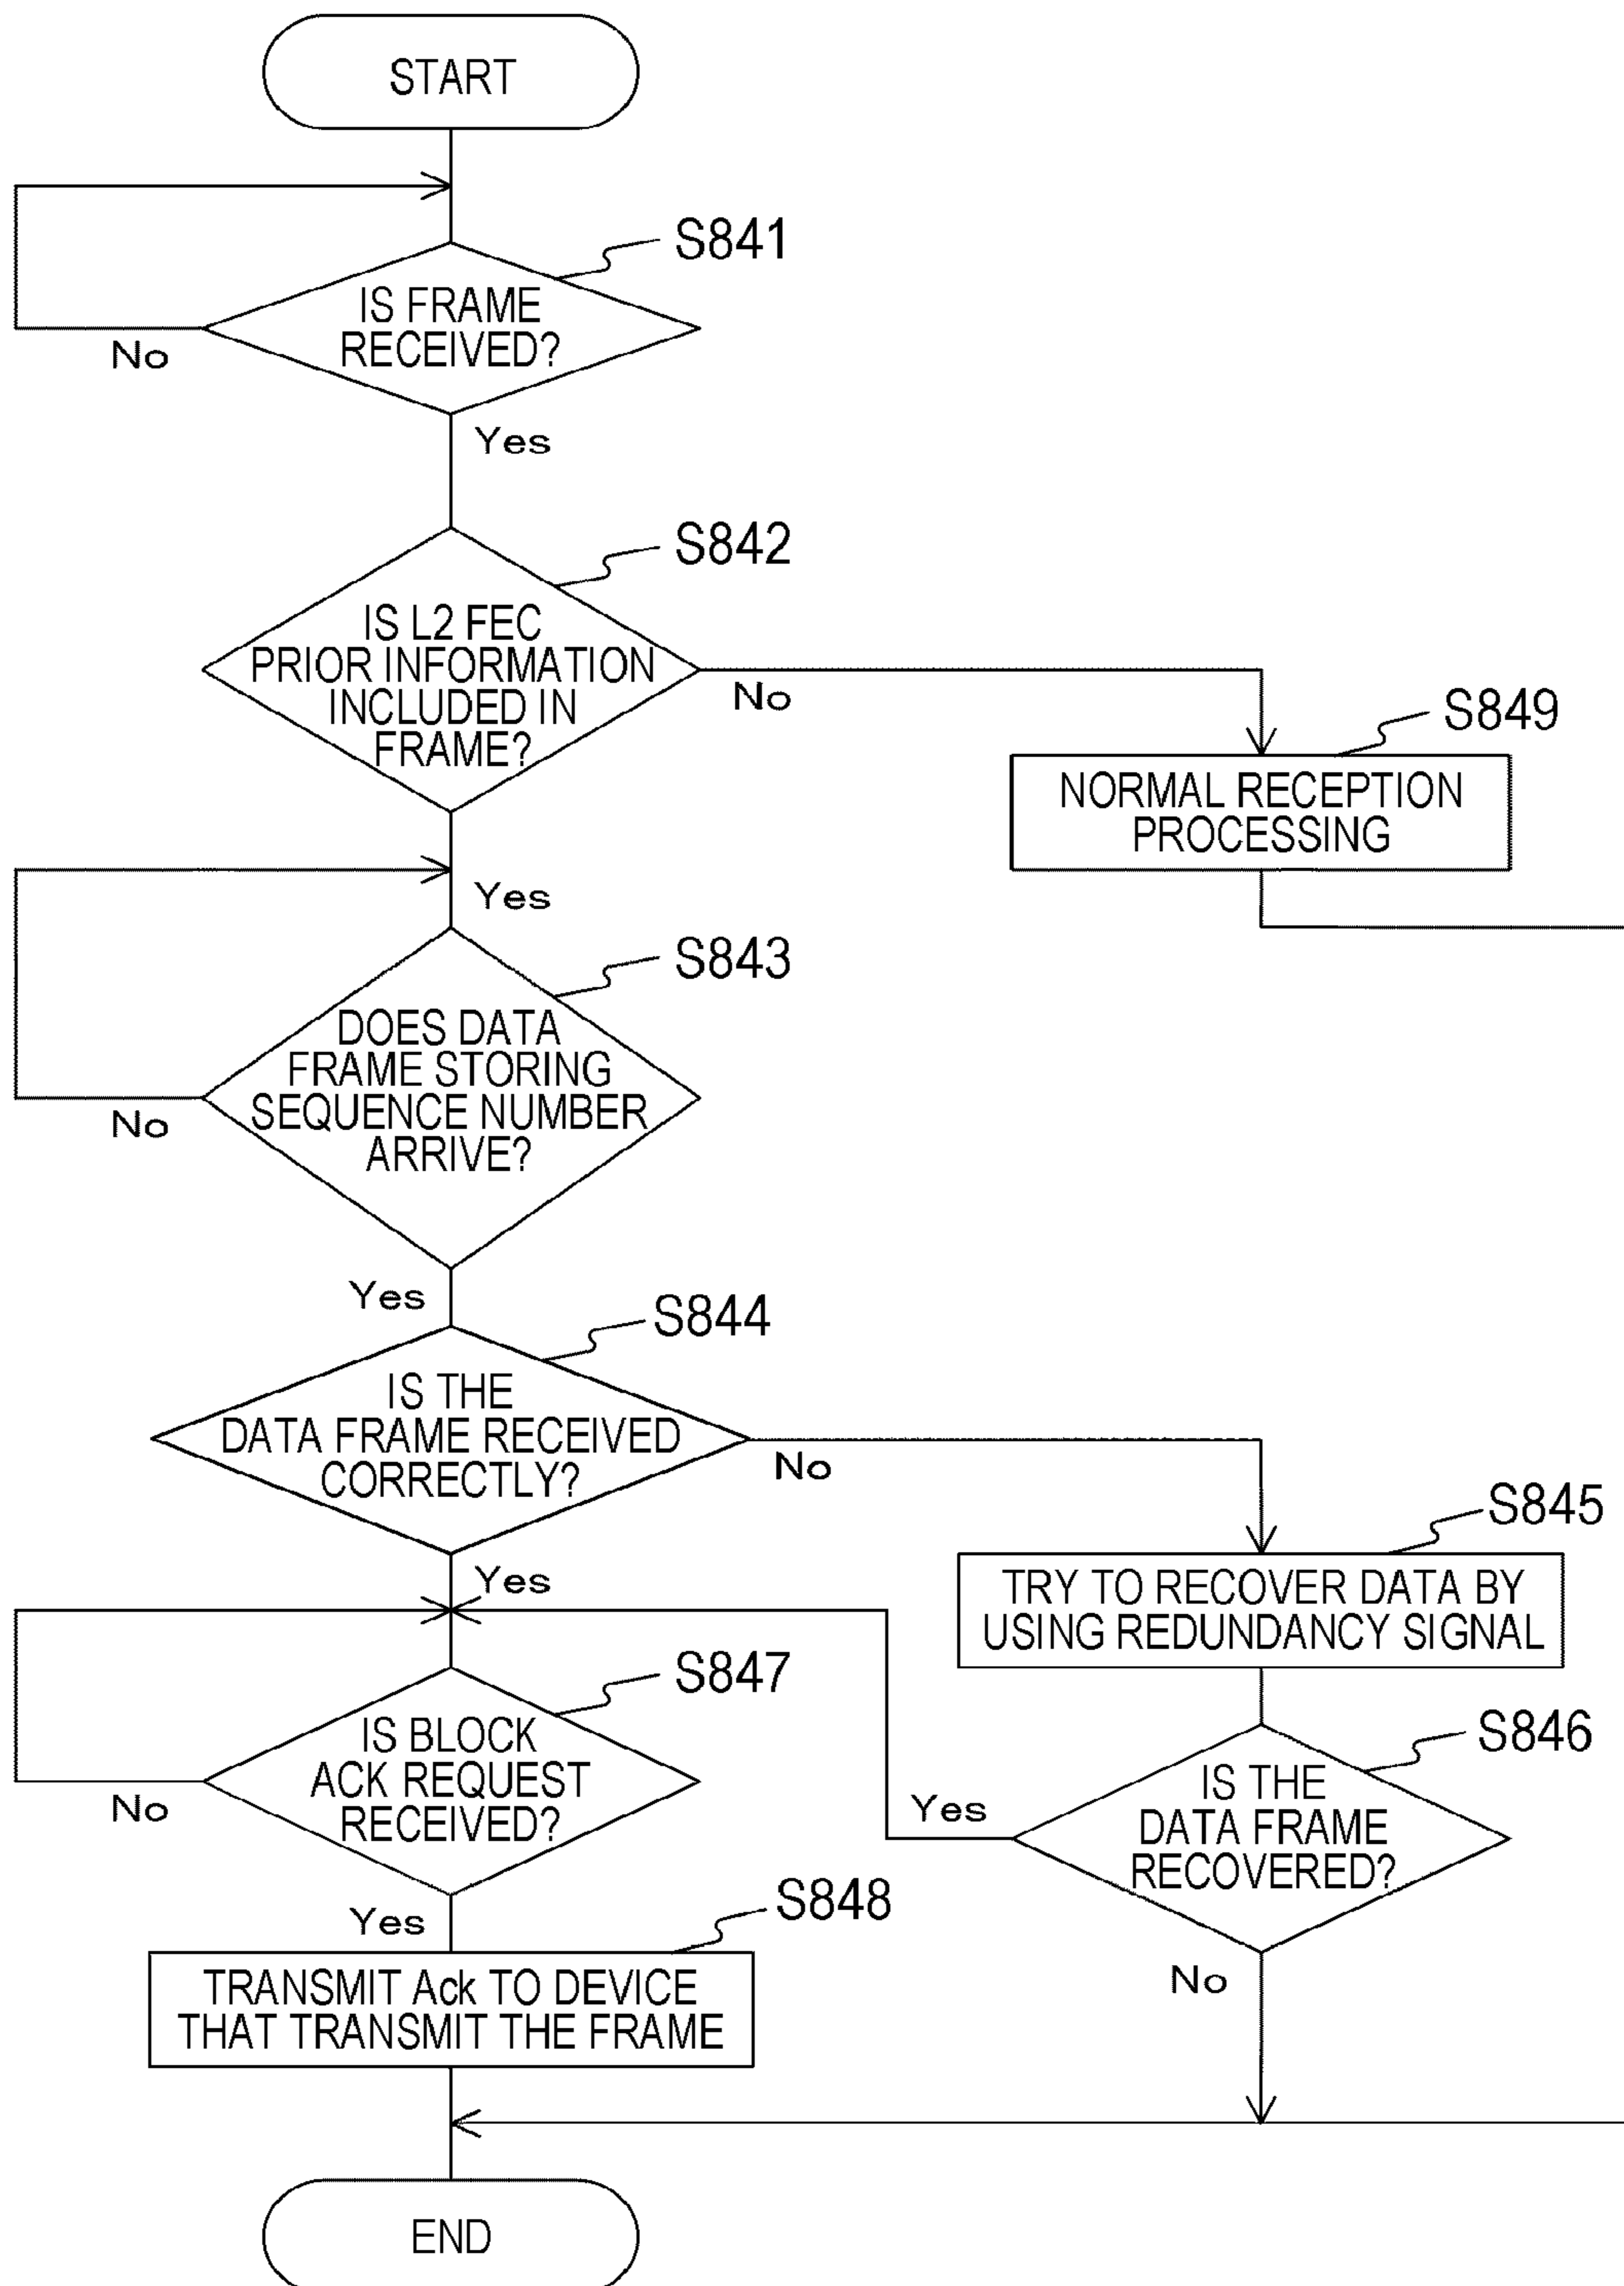 START
S841
IS FRAME
RECEIVED?
No
Yes
S842
IS L2 FEC
PRIOR INFORMATION
INCLUDED IN
FRAME?
No
S849
NORMAL RECEPTION
PROCESSING
Yes
S843
DOES DATA
FRAME STORING
SEQUENCE NUMBER
ARRIVE?
No
Yes
S844
IS THE
DATA FRAME RECEIVED
CORRECTLY?
No
S845
TRY TO RECOVER DATA BY
USING REDUNDANCY SIGNAL
Yes
S847
IS BLOCK
ACK REQUEST
RECEIVED?
No
S846
IS THE
DATA FRAME
RECOVERED?
Yes
No
Yes
S848
TRANSMIT Ack TO DEVICE
THAT TRANSMIT THE FRAME
END